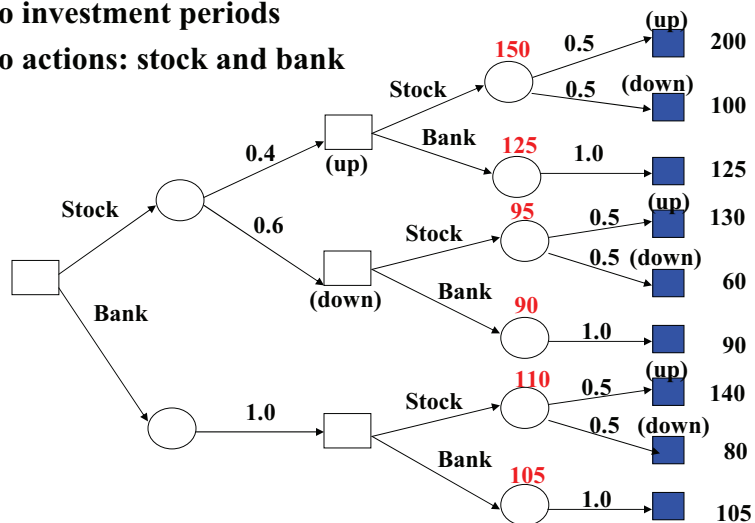 o investment periods
o actions: stock and bank
(up)
150
0.5
200
Stock
0.5
(down)
100
Bank
125
1.0
125
0.4
(up)
Stock
0.6
95
0.5
(up)
130
Stock
0.5
(down)
60
(down)
Bank
90
1.0
90
Bank
110
0.5
(up)
140
Stock
0.5
(down)
80
1.0
Bank
105
1.0
105